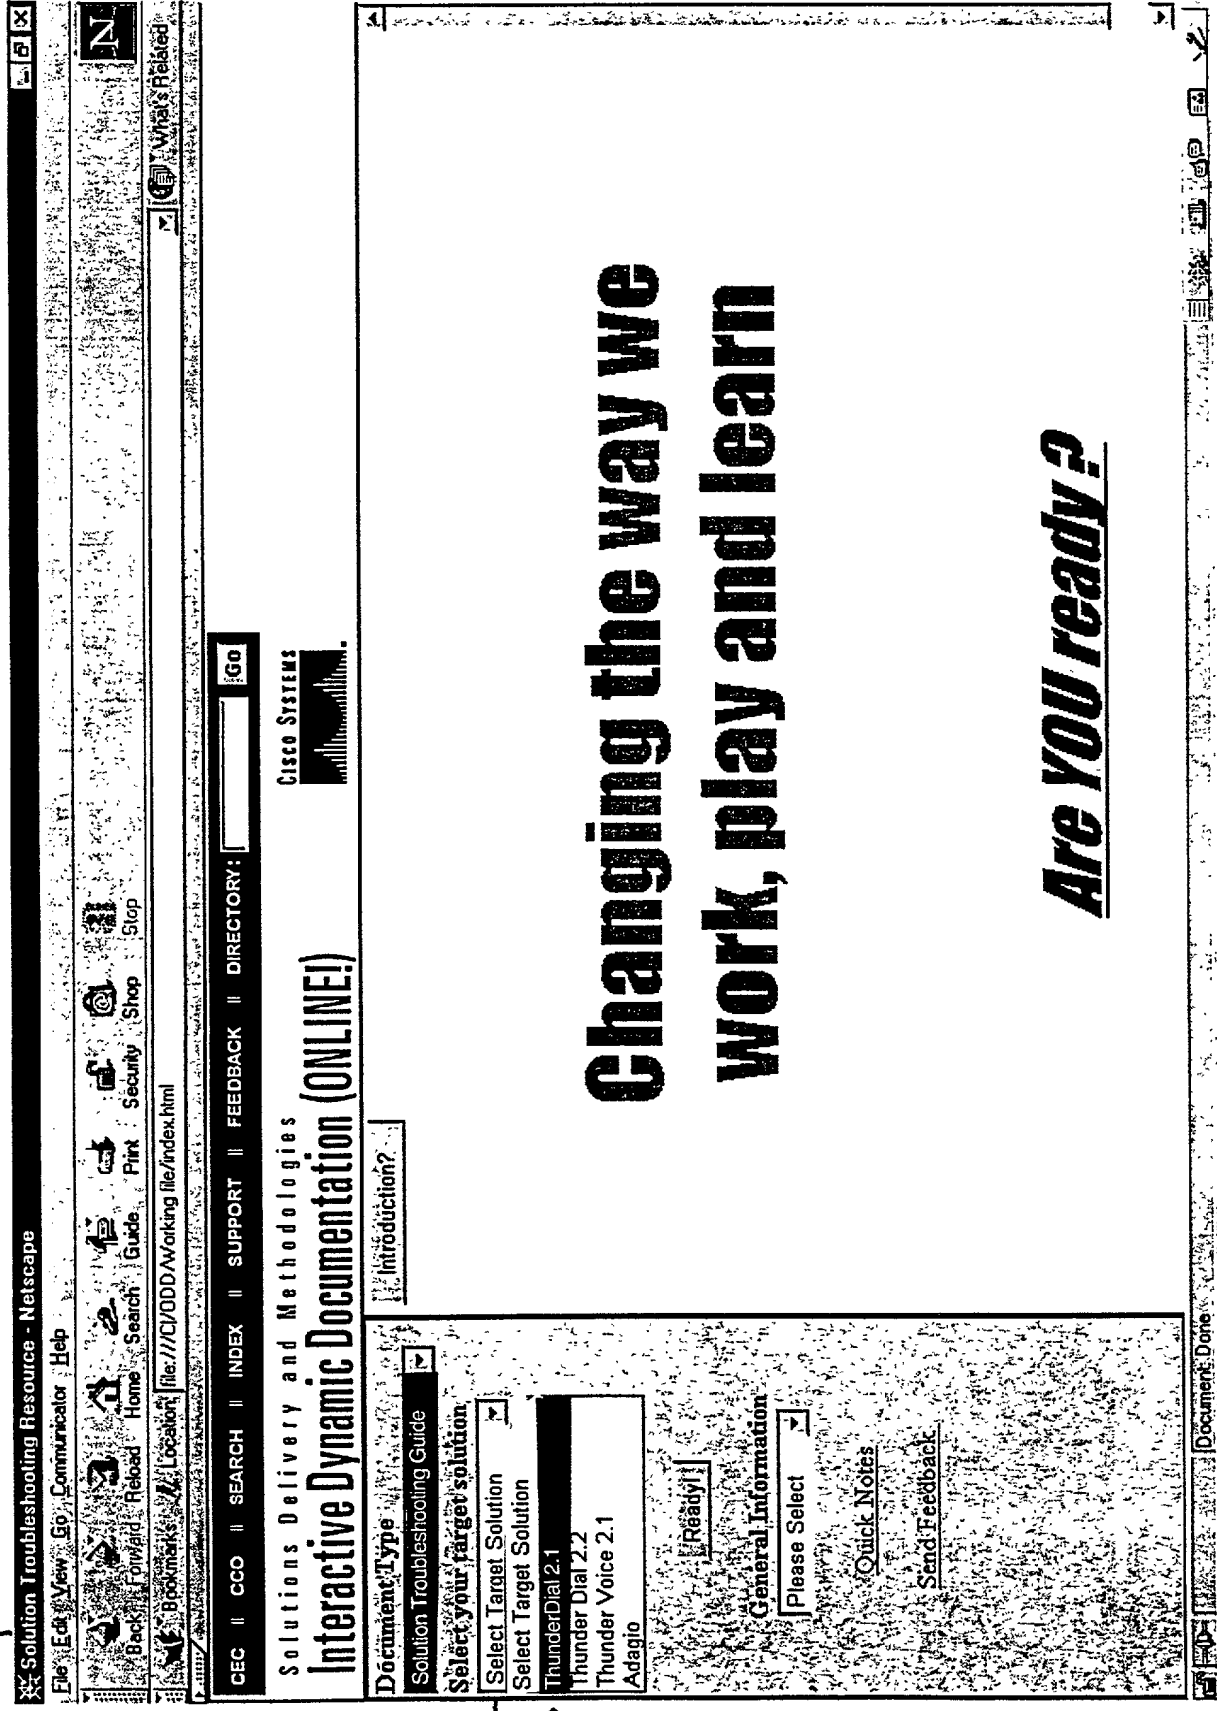 Solution Troubleshooting Resource - Netscape
File Edit View Go Communicator Help
Back Forward Reload Home Search Guide Print Security Shop Stop
N
Bookmarks Location: file:///C|/ODD/Working file/index.html What's Related
CEC || CCO || SEARCH || INDEX || SUPPORT || FEEDBACK || DIRECTORY: Go
Solutions Delivery and Methodologies
Interactive Dynamic Documentation (ONLINE!)
CISCO SYSTEMS
Document Type
Solution Troubleshooting Guide
Select your target solution
Select Target Solution
Select Target Solution
ThunderDial 2.1
Thunder Dial 2.2
Thunder Voice 2.1
Adagio
Ready!
General Information
Please Select
Quick Notes
Send Feedback
Introduction?
Changing the way we
work, play and learn
Are YOU ready ?
Document: Done